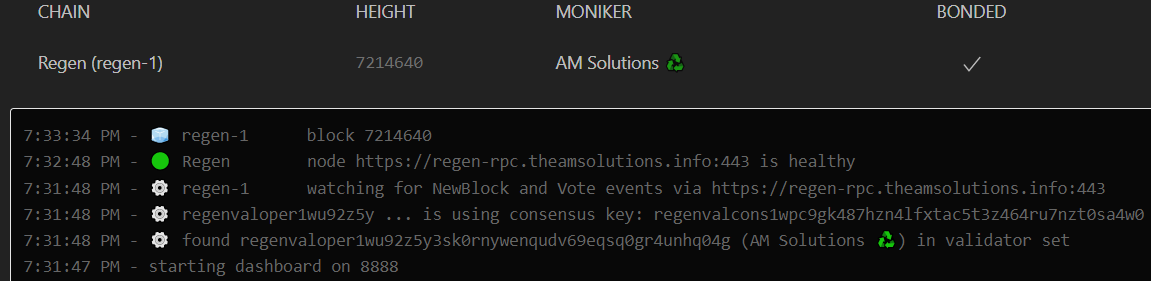 CHAIN HEIGHT MONIKER BONDED
Regen (regen-1) 7214640 AM Solutions ♻ ✓
7:33:34 PM - 🧊 regen-1 block 7214640
7:32:48 PM - 🟢 Regen node https://regen-rpc.theamsolutions.info:443 is healthy
7:31:48 PM - ⚙ regen-1 watching for NewBlock and Vote events via https://regen-rpc.theamsolutions.info:443
7:31:48 PM - ⚙ regenvaloper1wu92z5y ... is using consensus key: regenvalcons1wpc9gk487hzn4lfxtac5t3z464ru7nzt0sa4w0
7:31:48 PM - ⚙ found regenvaloper1wu92z5y3sk0rnywenqudv69eqsq0gr4unhq04g (AM Solutions ♻) in validator set
7:31:47 PM - starting dashboard on 8888